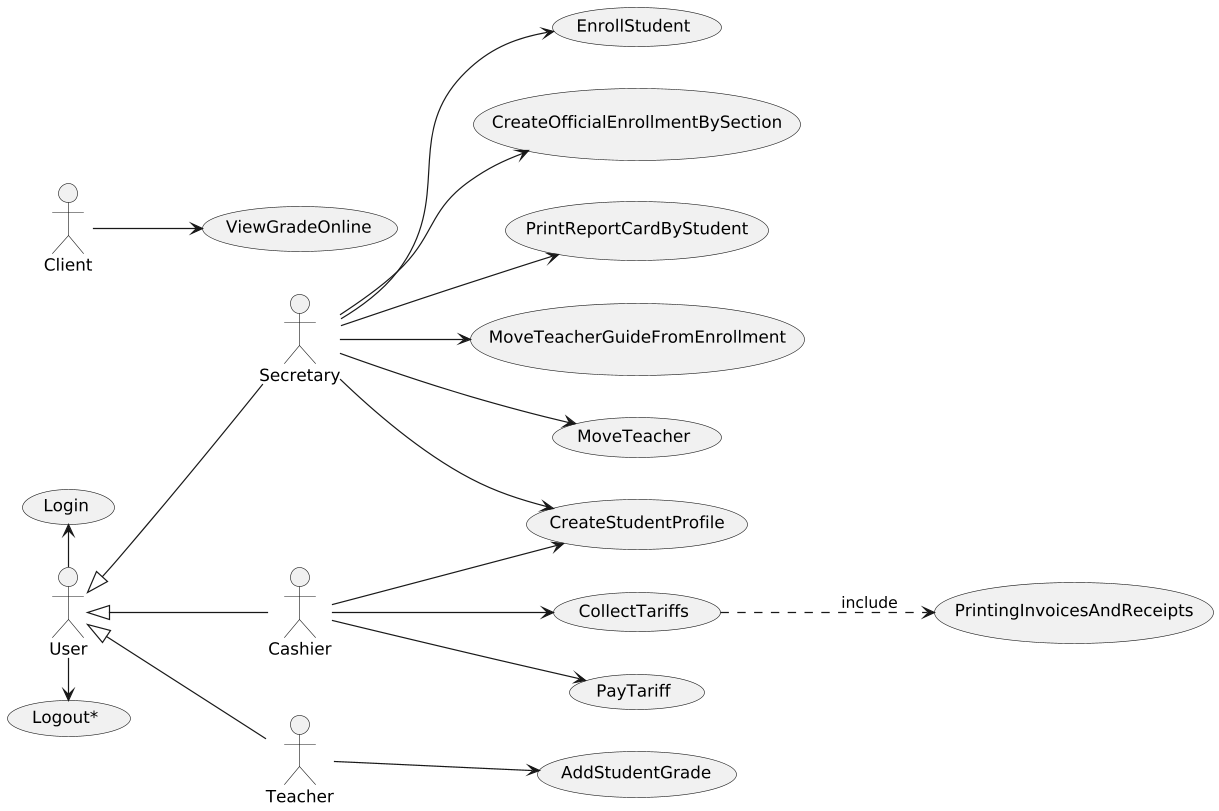 EnrollStudent
CreateOfficialEnrollmentBySection
PrintReportCardByStudent
ViewGradeOnline
Client
MoveTeacherGuideFromEnrollment
Secretary
MoveTeacher
Login
CreateStudentProfile
include
CollectTariffs
PrintingInvoicesAndReceipts
User
Cashier
PayTariff
Logout*
AddStudentGrade
Teacher